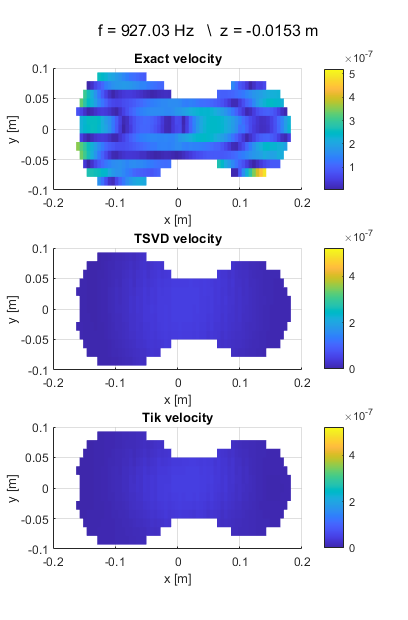 f = 927.03 Hz \ z = -0.0153 m
Exact velocity
×10⁻⁷
0.1
0.05
0
-0.05
-0.1
y [m]
5
4
3
2
1
-0.2 -0.1 0 0.1 0.2
x [m]
TSVD velocity
×10⁻⁷
0.1
0.05
0
-0.05
-0.1
y [m]
4
2
0
-0.2 -0.1 0 0.1 0.2
x [m]
Tik velocity
×10⁻⁷
0.1
0.05
0
-0.05
-0.1
y [m]
4
2
0
-0.2 -0.1 0 0.1 0.2
x [m]